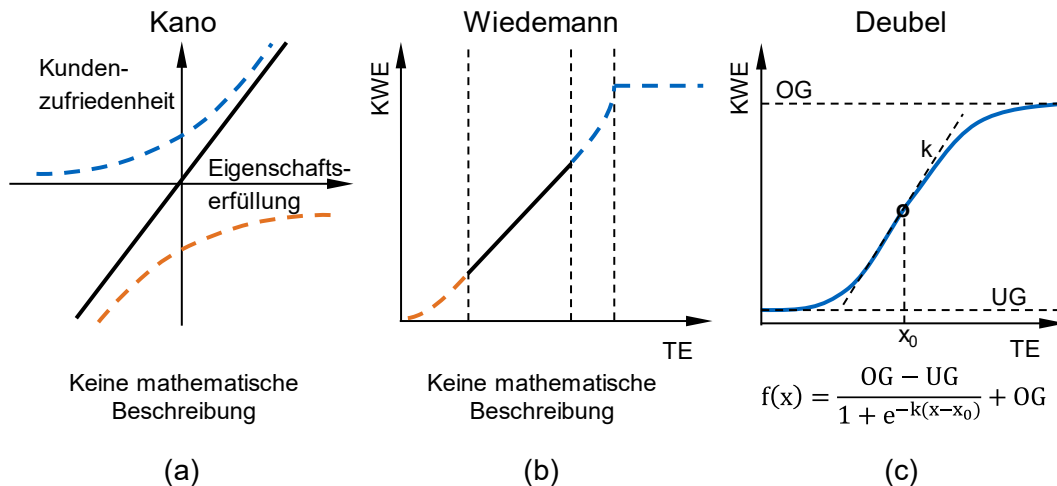 Kano
Kunden-
zufriedenheit
Eigenschafts-
erfüllung
Keine mathematische
Beschreibung
(a)
Wiedemann
KWE
TE
Keine mathematische
Beschreibung
(b)
Deubel
KWE
OG
k
UG
x₀
TE
f(x) = (OG − UG) / (1 + e^{−k(x−x₀)}) + OG
(c)